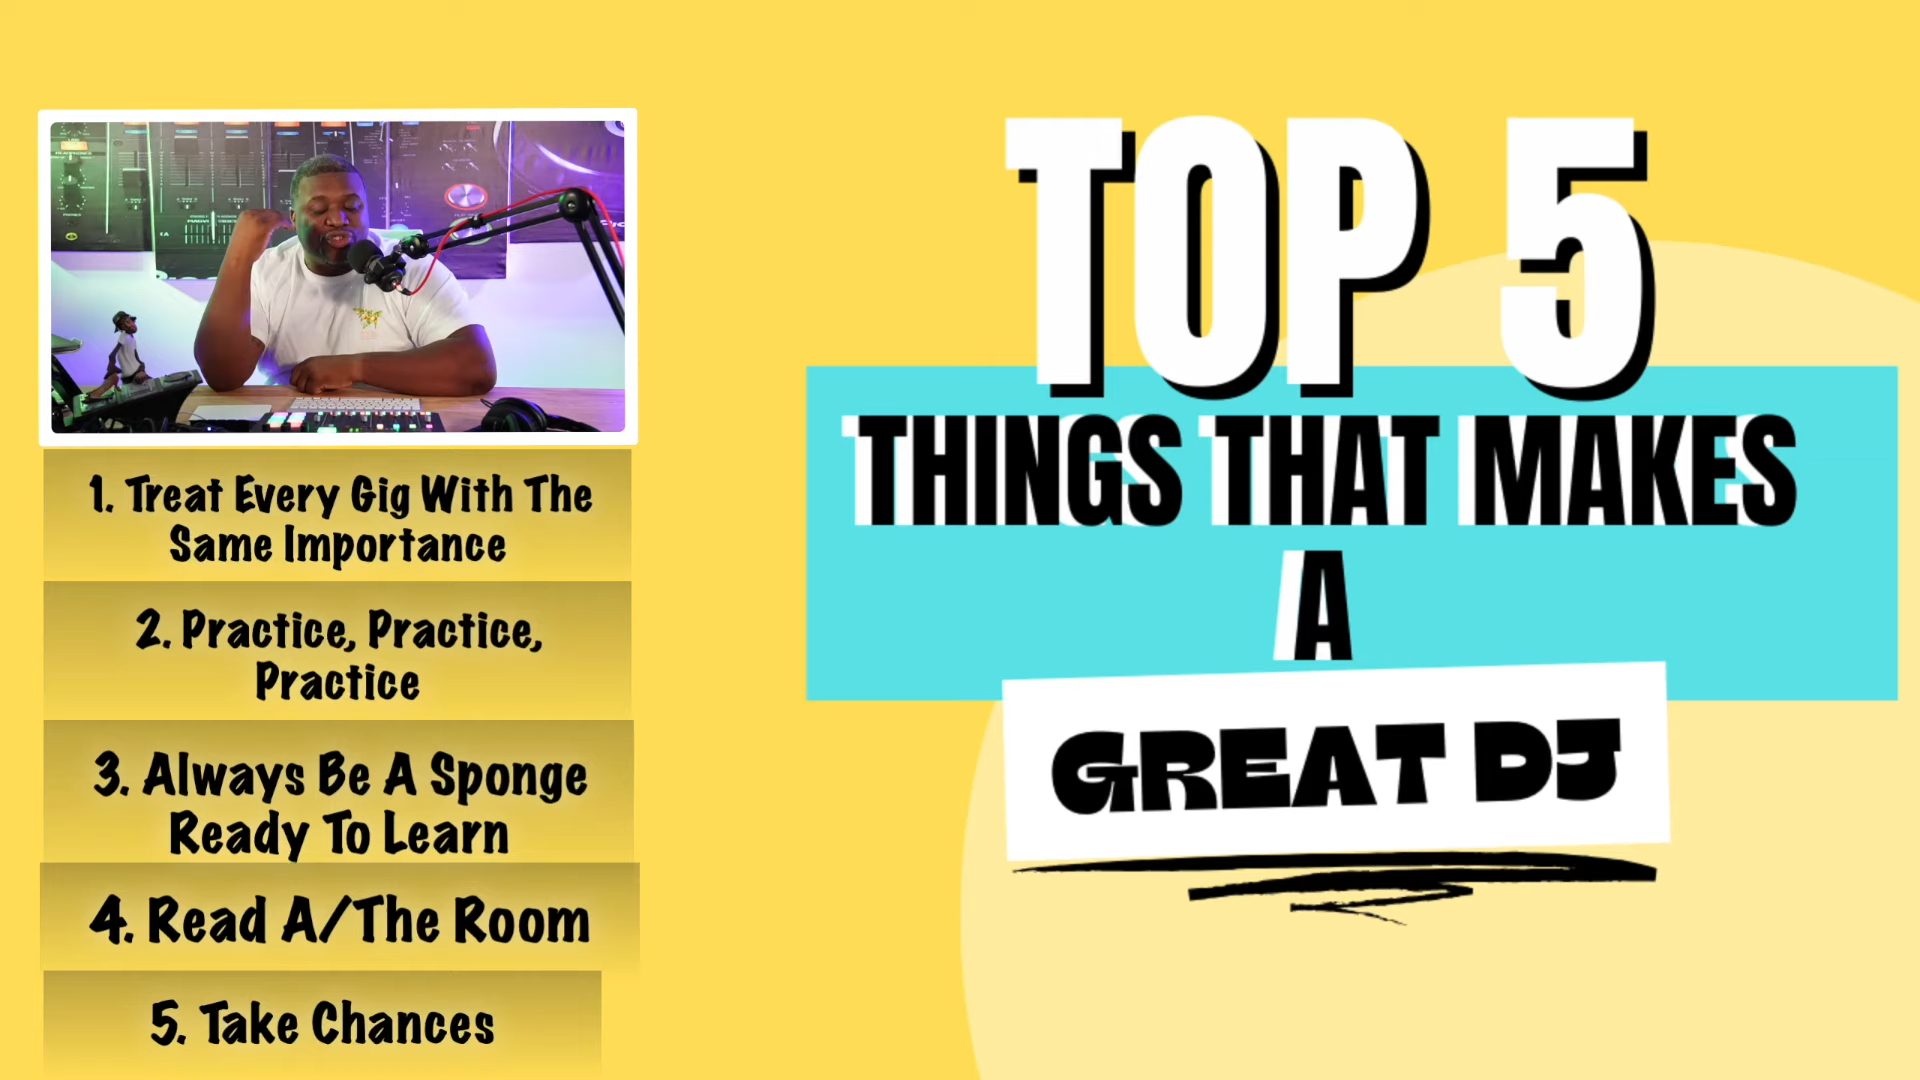 TOP 5
THINGS THAT MAKES
A
GREAT DJ
1. Treat Every Gig With The
Same Importance
2. Practice, Practice,
Practice
3. Always Be A Sponge
Ready To Learn
4. Read A/The Room
5. Take Chances